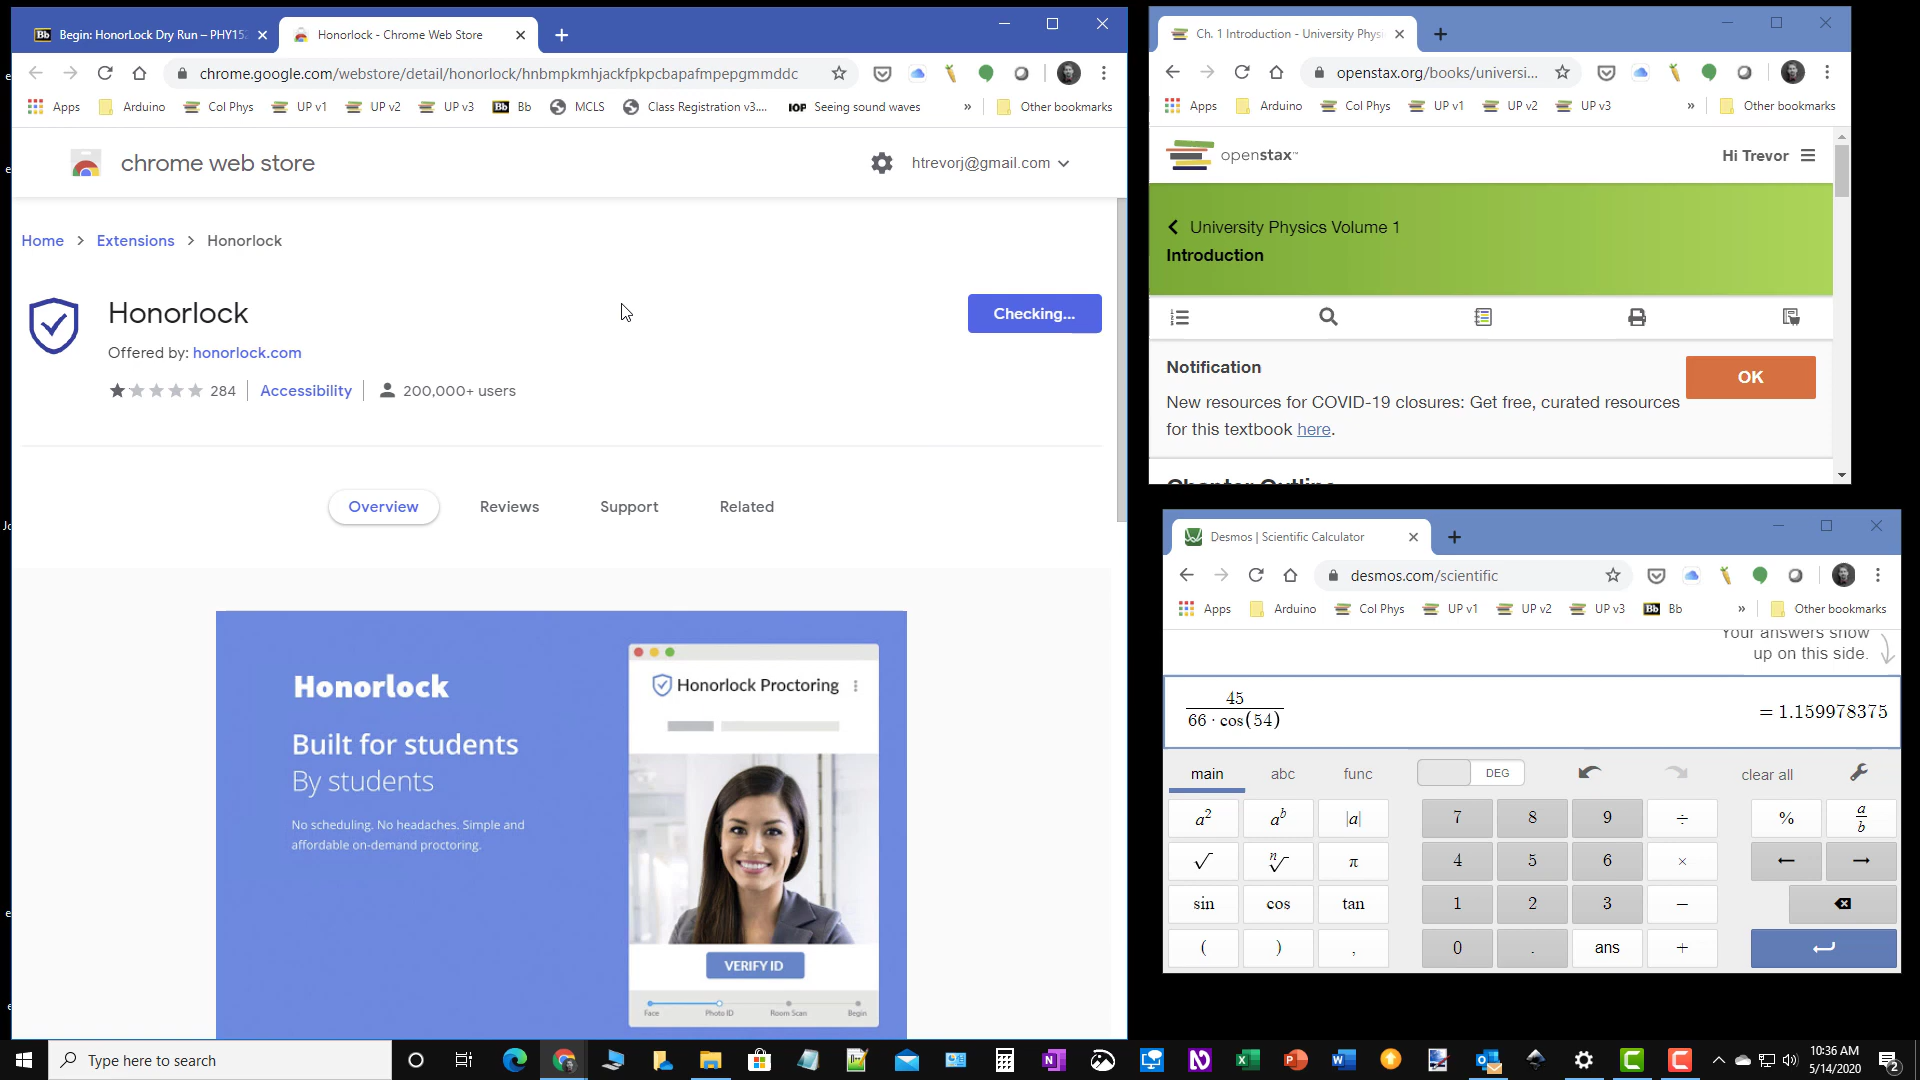 Begin: HonorLock Dry Run – PHY15
Honorlock - Chrome Web Store
chrome.google.com/webstore/detail/honorlock/hnbmpkmhjackfpkpcbapafmpepgmmddc
Apps
Arduino
Col Phys
UP v1
UP v2
UP v3
Bb
MCLS
Class Registration v3....
IOP Seeing sound waves
»
Other bookmarks
chrome web store
htrevorj@gmail.com
Home > Extensions > Honorlock
Honorlock
Checking...
Offered by: honorlock.com
284
Accessibility
200,000+ users
Overview
Reviews
Support
Related
Honorlock
Built for students
By students
No scheduling. No headaches. Simple and
affordable on-demand proctoring.
Honorlock Proctoring
VERIFY ID
Face
Photo ID
Room Scan
Begin
Ch. 1 Introduction - University Phys
openstax.org/books/universi...
Apps
Arduino
Col Phys
UP v1
UP v2
UP v3
»
Other bookmarks
openstax™
Hi Trevor
University Physics Volume 1
Introduction
Notification
OK
New resources for COVID-19 closures: Get free, curated resources
for this textbook here.
Chapter Outline
Desmos | Scientific Calculator
desmos.com/scientific
Apps
Arduino
Col Phys
UP v1
UP v2
UP v3
Bb Bb
»
Other bookmarks
Your answers show
up on this side.
45
66 · cos(54)
= 1.159978375
main
abc
func
DEG
clear all
a²
aᵇ
|a|
7
8
9
÷
%
a
b
√
ⁿ√
π
4
5
6
×
←
→
sin
cos
tan
1
2
3
−
(
)
,
0
.
ans
+
Type here to search
10:36 AM
5/14/2020
2